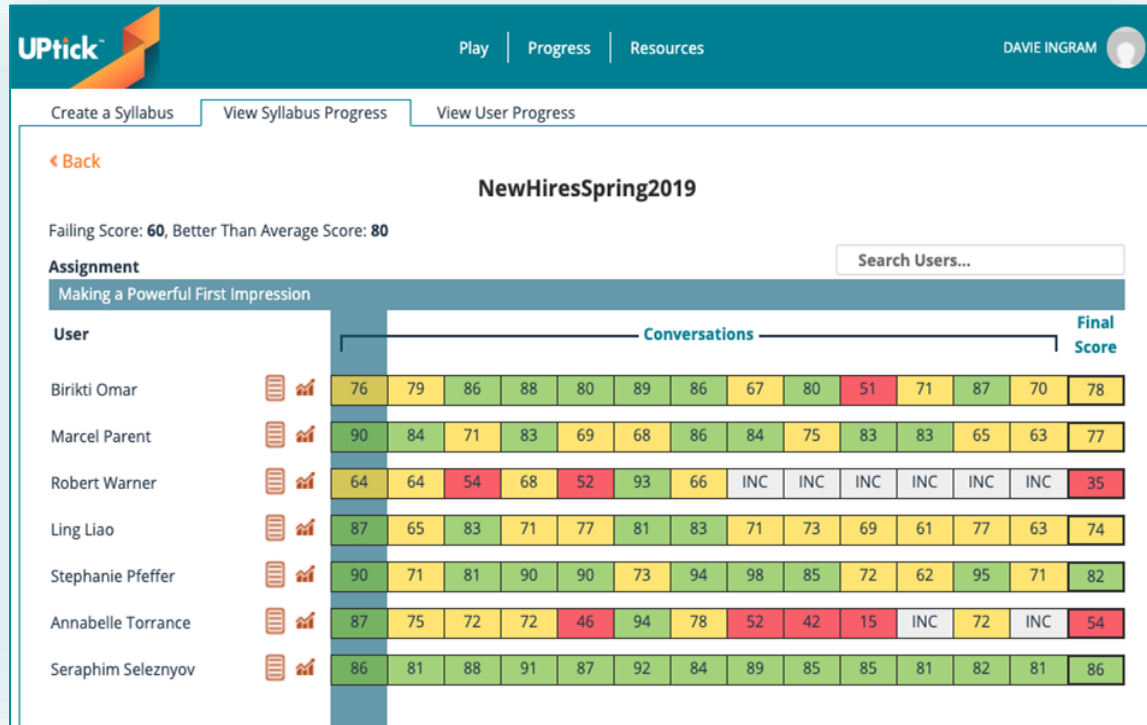 UPtick™
Play Progress Resources DAVIE INGRAM
Create a Syllabus View Syllabus Progress View User Progress
Back
NewHiresSpring2019
Failing Score: 60, Better Than Average Score: 80
Search Users...
Assignment
Making a Powerful First Impression
User Conversations Final Score
Birikti Omar 76 79 86 88 80 89 86 67 80 51 71 87 70 78
Marcel Parent 90 84 71 83 69 68 86 84 75 83 83 65 63 77
Robert Warner 64 64 54 68 52 93 66 INC INC INC INC INC INC 35
Ling Liao 87 65 83 71 77 81 83 71 73 69 61 77 63 74
Stephanie Pfeffer 90 71 81 90 90 73 94 98 85 72 62 95 71 82
Annabelle Torrance 87 75 72 72 46 94 78 52 42 15 INC 72 INC 54
Seraphim Seleznyov 86 81 88 91 87 92 84 89 85 85 81 82 81 86